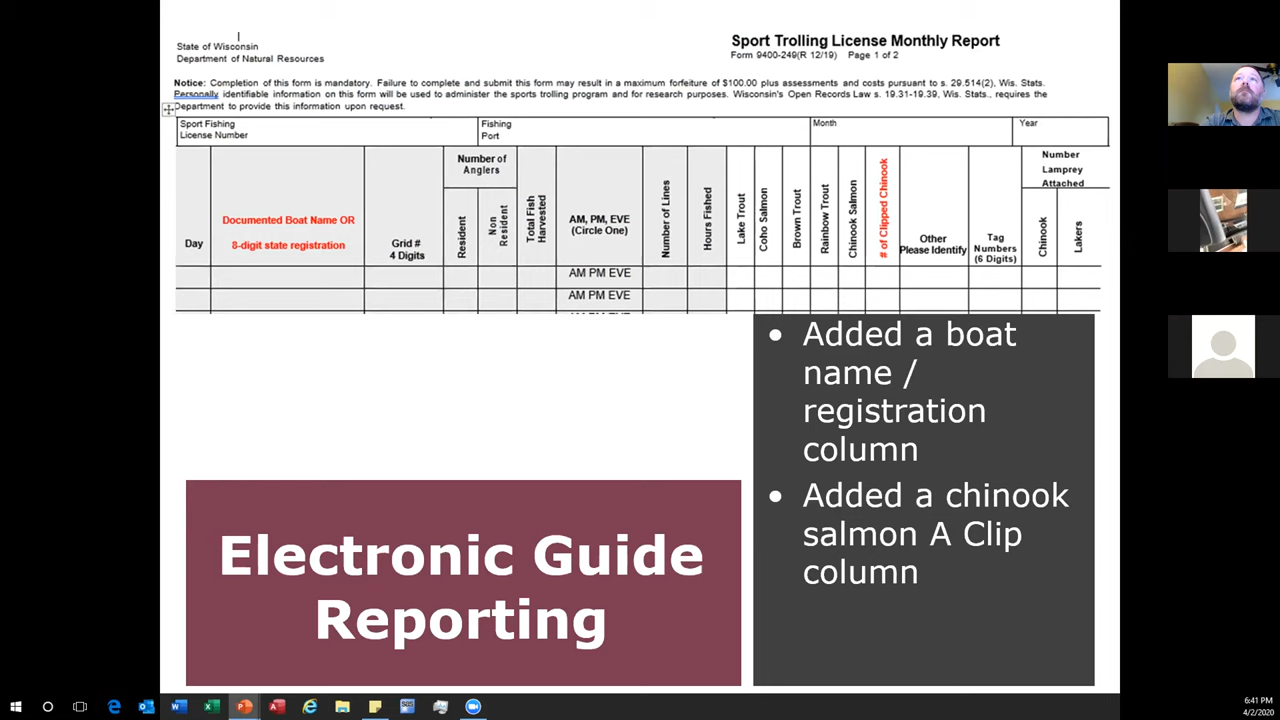 State of Wisconsin
Department of Natural Resources
Sport Trolling License Monthly Report
Form 9400-249(R 12/19) Page 1 of 2
Notice: Completion of this form is mandatory. Failure to complete and submit this form may result in a maximum forfeiture of $100.00 plus assessments and costs pursuant to s. 29.514(2), Wis. Stats.
Personally identifiable information on this form will be used to administer the sports trolling program and for research purposes. Wisconsin's Open Records Law s. 19.31-19.39, Wis. Stats., requires the
Department to provide this information upon request.
Sport Fishing
License Number
Fishing
Port
Month
Year
Day
Documented Boat Name OR
8-digit state registration
Grid #
4 Digits
Number of
Anglers
Resident
Non
Resident
Total Fish
Harvested
AM, PM, EVE
(Circle One)
Number of Lines
Hours Fished
Lake Trout
Coho Salmon
Brown Trout
Rainbow Trout
Chinook Salmon
# of Clipped Chinook
Other
Please Identify
Tag
Numbers
(6 Digits)
Number
Lamprey
Attached
Chinook
Lakers
AM PM EVE
AM PM EVE
• Added a boat
name /
registration
column
• Added a chinook
salmon A Clip
column
Electronic Guide
Reporting
6:41 PM
4/2/2020